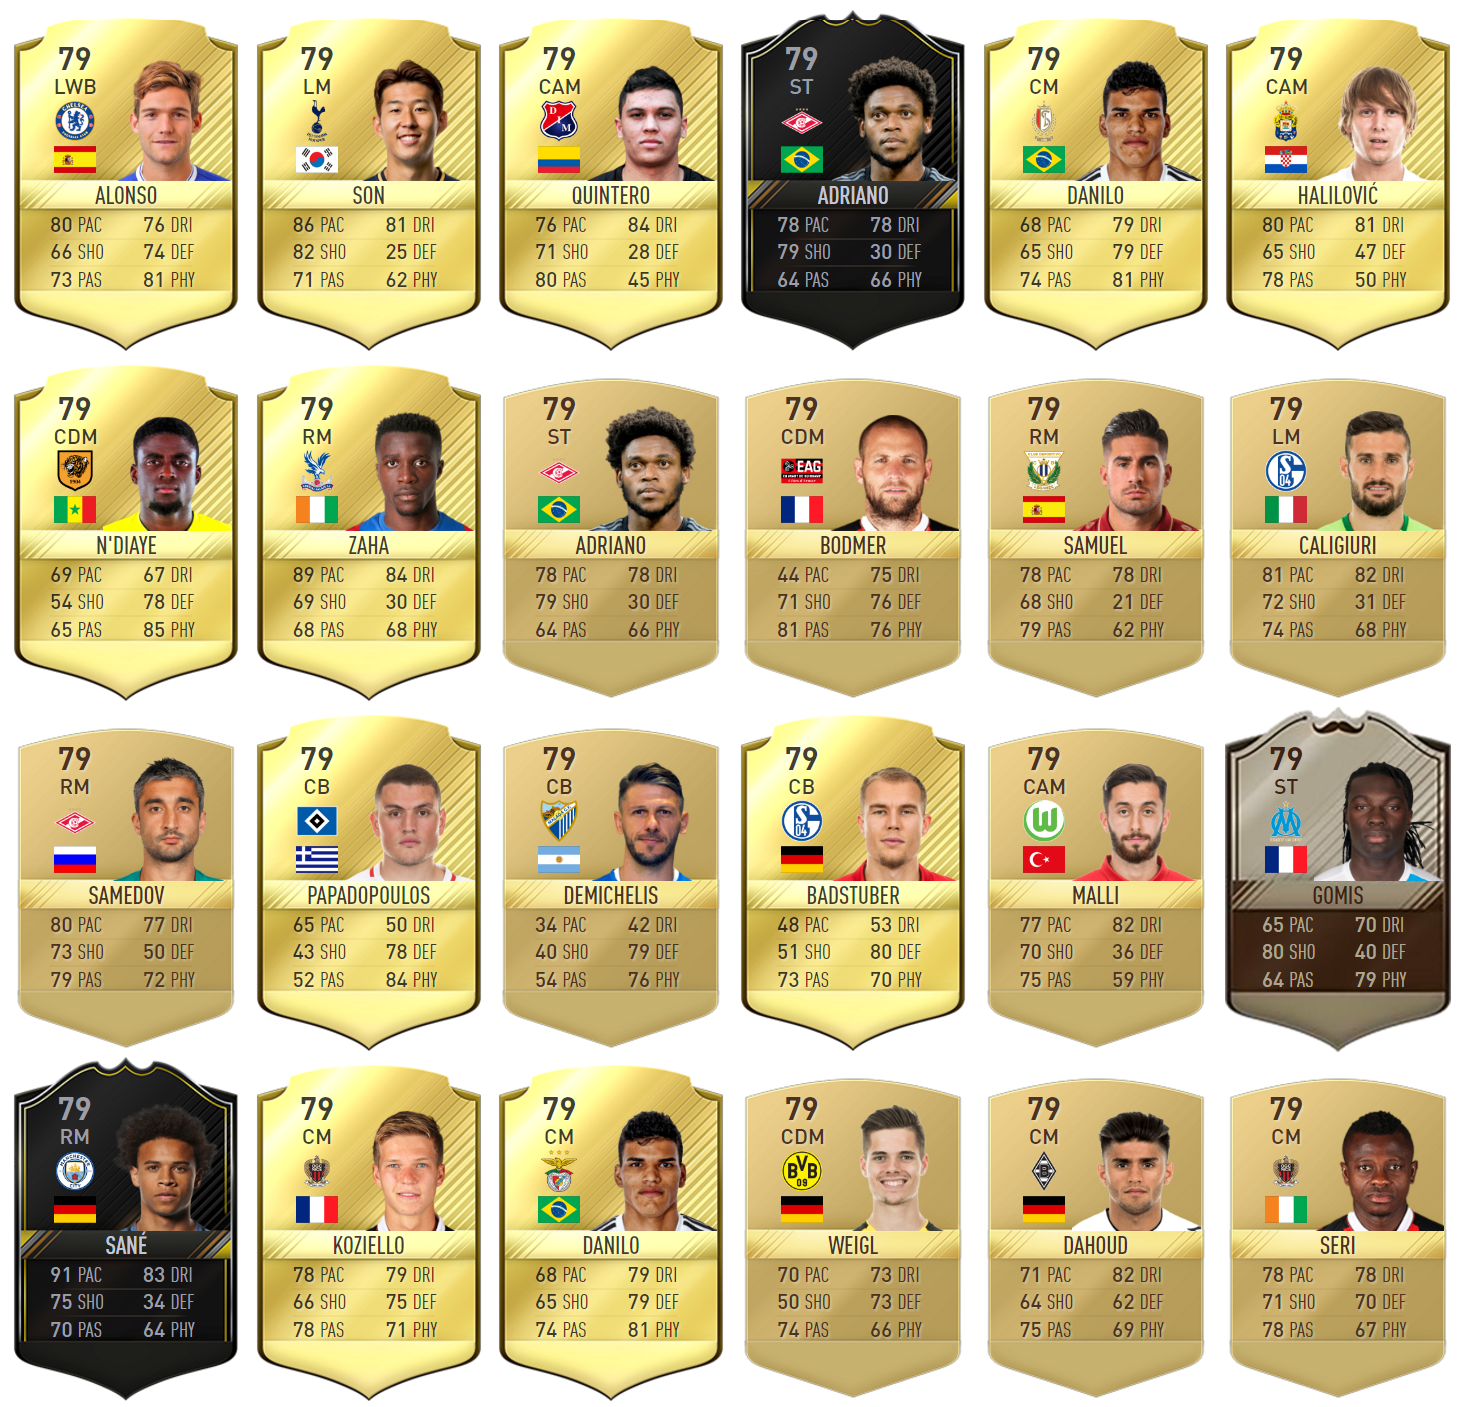 79 79 79 79 79 79
LWB LM CAM ST CM CAM
ALONSO SON QUINTERO ADRIANO DANILO HALILOVIĆ
80 PAC 76 DRI 86 PAC 81 DRI 76 PAC 84 DRI 78 PAC 78 DRI 68 PAC 79 DRI 80 PAC 81 DRI
66 SHO 74 DEF 82 SHO 25 DEF 71 SHO 28 DEF 79 SHO 30 DEF 65 SHO 79 DEF 65 SHO 47 DEF
73 PAS 81 PHY 71 PAS 62 PHY 80 PAS 45 PHY 64 PAS 66 PHY 74 PAS 81 PHY 78 PAS 50 PHY
79 79 79 79 79 79
CDM RM ST CDM RM LM
EAG
04
N'DIAYE ZAHA ADRIANO BODMER SAMUEL CALIGIURI
69 PAC 67 DRI 89 PAC 84 DRI 78 PAC 78 DRI 44 PAC 75 DRI 78 PAC 78 DRI 81 PAC 82 DRI
54 SHO 78 DEF 69 SHO 30 DEF 79 SHO 30 DEF 71 SHO 76 DEF 68 SHO 21 DEF 72 SHO 31 DEF
65 PAS 85 PHY 68 PAS 68 PHY 64 PAS 66 PHY 81 PAS 76 PHY 79 PAS 62 PHY 74 PAS 68 PHY
79 79 79 79 79 79
RM CB CB CB CAM ST
04
SAMEDOV PAPADOPOULOS DEMICHELIS BADSTUBER MALLI GOMIS
80 PAC 77 DRI 65 PAC 50 DRI 34 PAC 42 DRI 48 PAC 53 DRI 77 PAC 82 DRI 65 PAC 70 DRI
73 SHO 50 DEF 43 SHO 78 DEF 40 SHO 79 DEF 51 SHO 80 DEF 70 SHO 36 DEF 80 SHO 40 DEF
79 PAS 72 PHY 52 PAS 84 PHY 54 PAS 76 PHY 73 PAS 70 PHY 75 PAS 59 PHY 64 PAS 79 PHY
79 79 79 79 79 79
RM CM CM CDM CM CM
BVB
09
SANÉ KOZIELLO DANILO WEIGL DAHOUD SERI
91 PAC 83 DRI 78 PAC 79 DRI 68 PAC 79 DRI 70 PAC 73 DRI 71 PAC 82 DRI 78 PAC 78 DRI
75 SHO 34 DEF 66 SHO 75 DEF 65 SHO 79 DEF 50 SHO 73 DEF 64 SHO 62 DEF 71 SHO 70 DEF
70 PAS 64 PHY 78 PAS 71 PHY 74 PAS 81 PHY 74 PAS 66 PHY 75 PAS 69 PHY 78 PAS 67 PHY